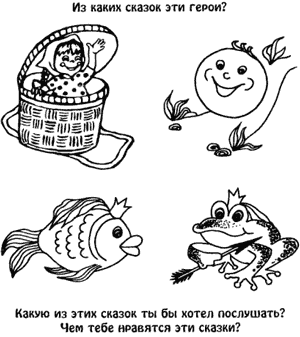 Из каких сказок эти герои?
Какую из этих сказок ты бы хотел послушать?
Чем тебе нравятся эти сказки?